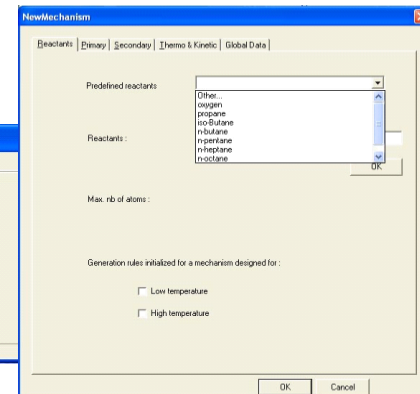 NewMechanism
Reactants Primary Secondary Thermo & Kinetic Global Data
Predefined reactants
Other...
oxygen
propane
iso-Butane
n-butane
n-pentane
n-heptane
n-octane
Reactants :
OK
Max. nb of atoms :
Generation rules initialized for a mechanism designed for :
Low temperature
High temperature
OK Cancel